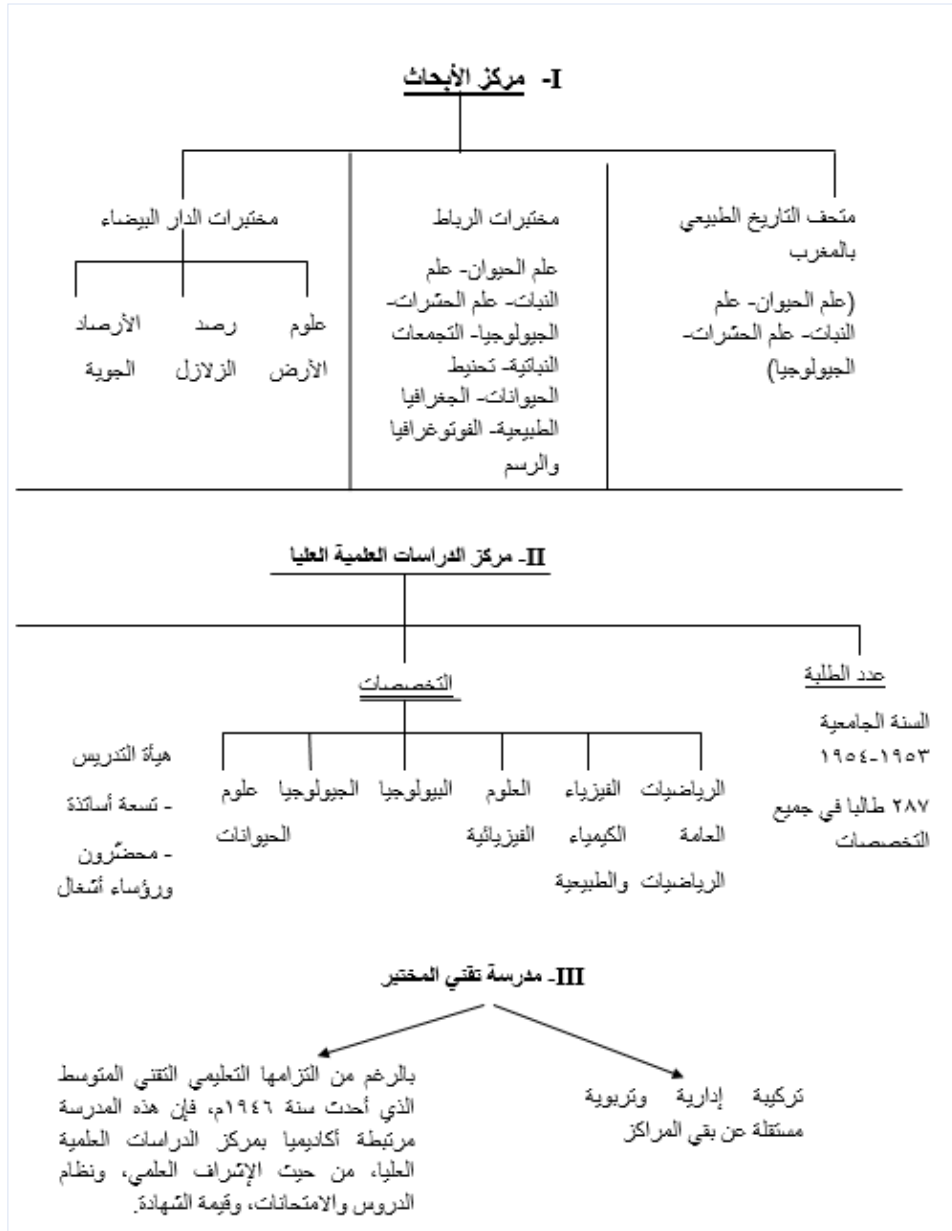 I- مركز الأبحاث
متحف التاريخ الطبيعي
بالمغرب
(علم الحيوان- علم
النبات- علم الحشرات-
الجيولوجيا)
مختبرات الرباط
علم الحيوان- علم
النبات- علم الحشرات-
الجيولوجيا- التجمعات
النباتية- تحنيط
الحيوانات- الجغرافيا
الطبيعية- الفوتوغرافيا
والرسم
مختبرات الدار البيضاء
علوم
الأرض
رصد
الزلازل
الأرصاد
الجوية
II- مركز الدراسات العلمية العليا
عدد الطلبة
السنة الجامعية
١٩٥٣-١٩٥٤
٢٨٧ طالبا في جميع
التخصصات
التخصصات
الرياضيات
العامة
الرياضيات
الفيزياء
الكيمياء
والطبيعية
العلوم
الفيزيائية
البيولوجيا
الجيولوجيا
علوم
الحيوانات
هيأة التدريس
- تسعة أساتذة
- محضّرون
ورؤساء أشغال
III- مدرسة تقني المختبر
تركيبة إدارية وتربوية
مستقلة عن بقي المراكز
بالرغم من التزامها التعليمي التقني المتوسط
الذي أحدث سنة ١٩٤٦م، فإن هذه المدرسة
مرتبطة أكاديميا بمركز الدراسات العلمية
العليا، من حيث الإشراف العلمي، ونظام
الدروس والامتحانات، وقيمة الشهادة.